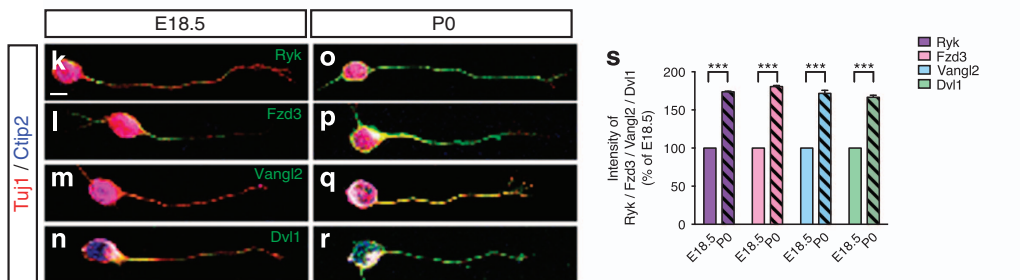 E18.5 P0
Tuj1 / Ctip2
k Ryk o
l Fzd3 p
m Vangl2 q
n Dvl1 r
s
Ryk
Fzd3
Vangl2
Dvl1
Intensity of
Ryk / Fzd3 / Vangl2 / Dvl1
(% of E18.5)
*** *** *** ***
200
150
100
50
0
E18.5 P0 E18.5 P0 E18.5 P0 E18.5 P0